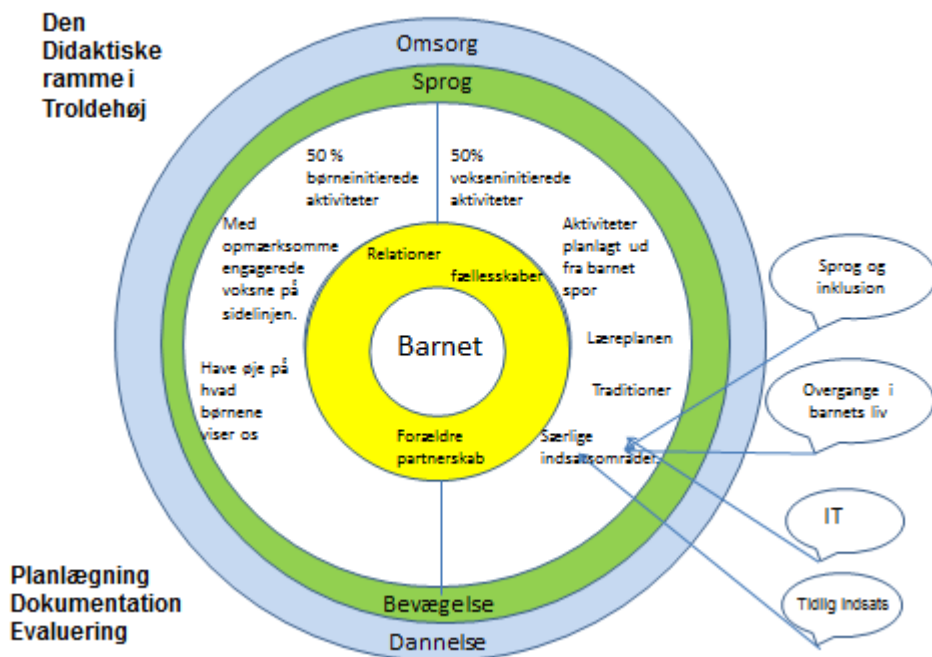 Den
Didaktiske
ramme i
Troldehøj
Omsorg
Sprog
50 %
børneinitierede
aktiviteter
50%
vokseninitierede
aktiviteter
Med
opmærksomme
engagerede
voksne på
sidelinjen.
Aktiviteter
planlagt ud
fra barnet
spor
Relationer
fællesskaber
Barnet
Læreplanen
Have øje på
hvad
børnene
viser os
Traditioner
Forældre
partnerskab
Særlige
indsatsområder
Sprog og
inklusion
Overgange i
barnets liv
IT
Tidlig indsats
Bevægelse
Dannelse
Planlægning
Dokumentation
Evaluering